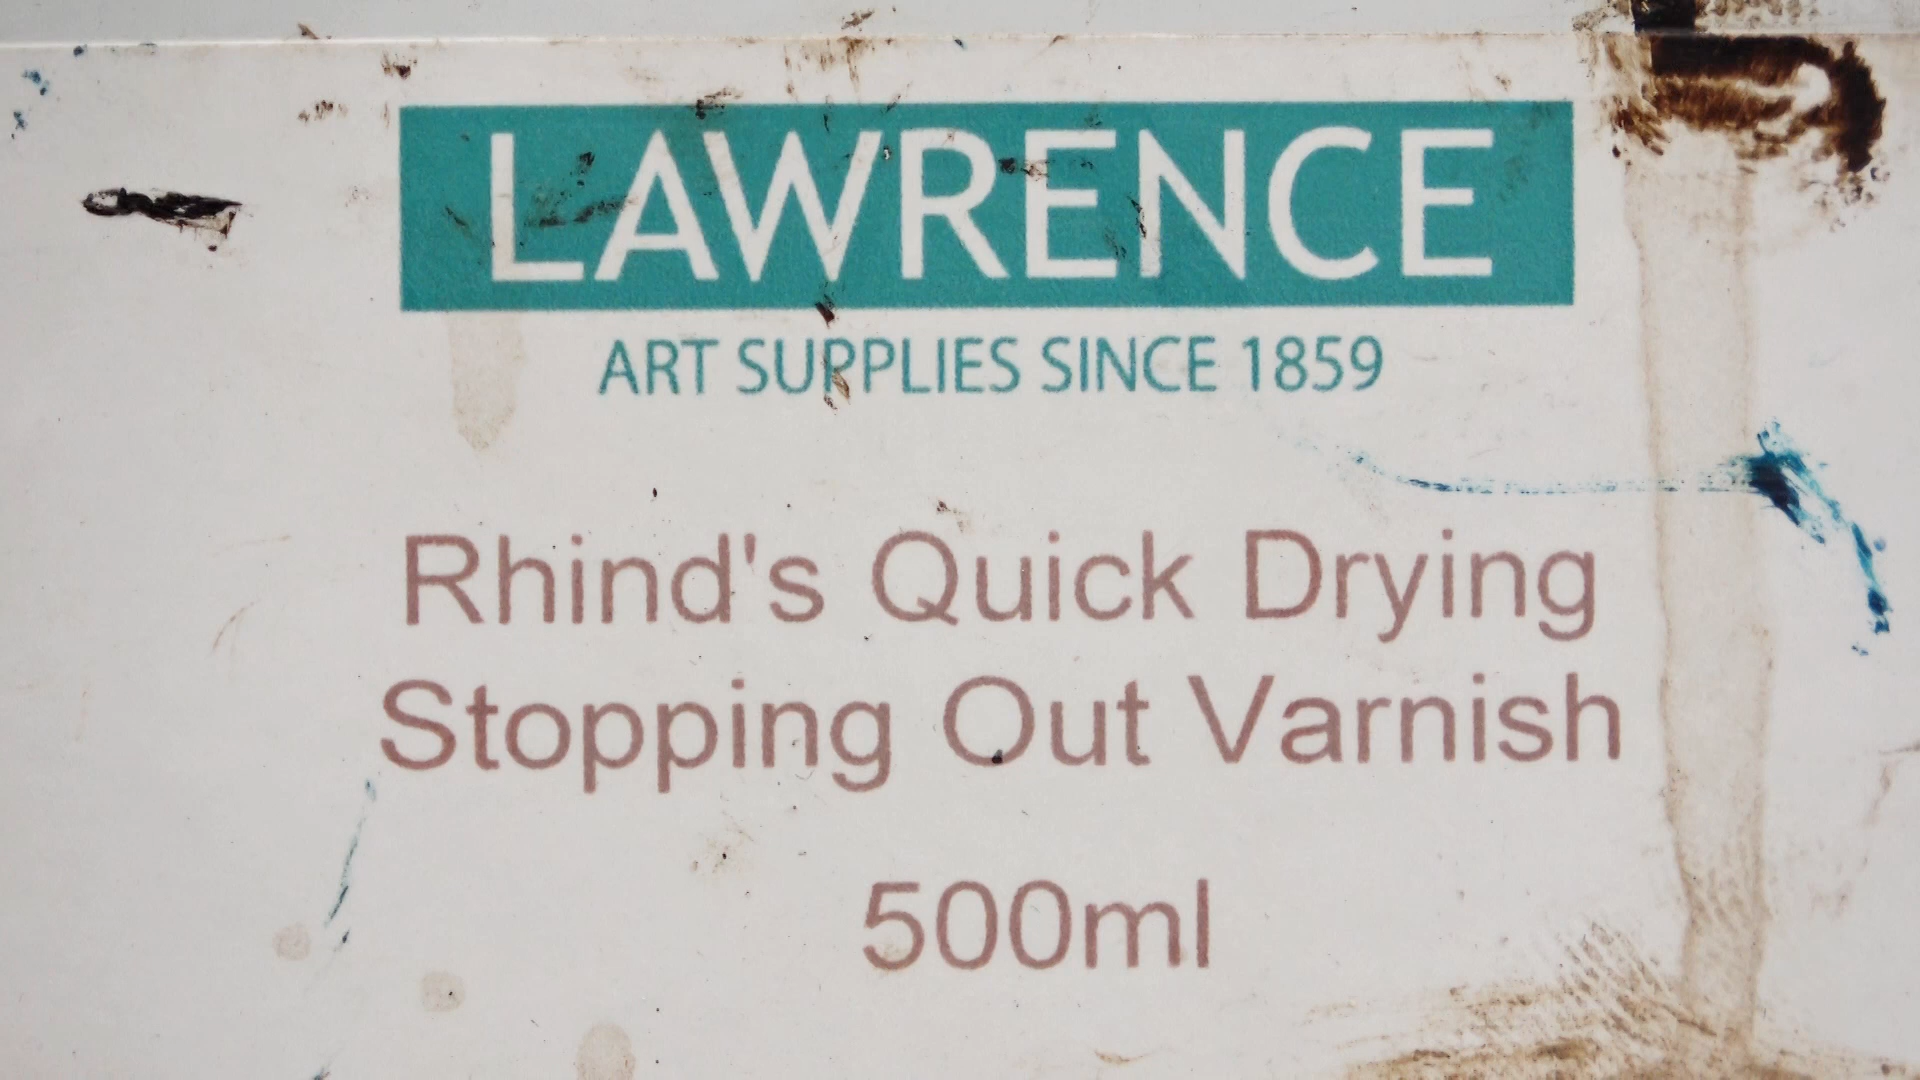 LAWRENCE
ART SUPPLIES SINCE 1859
Rhind's Quick Drying
Stopping Out Varnish
500ml